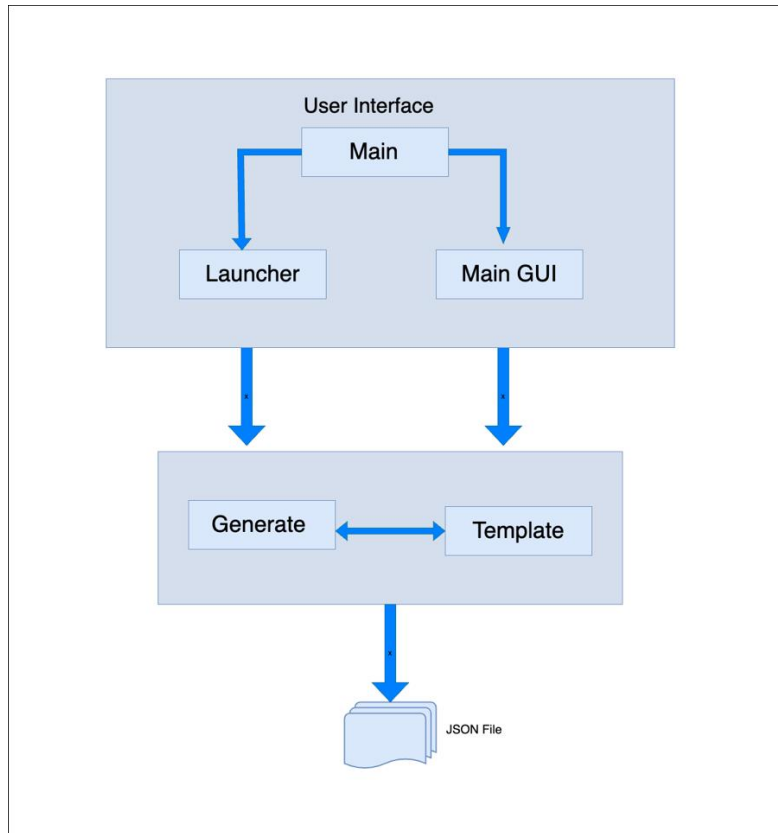 User Interface
Main
Launcher
Main GUI
x
x
Generate
Template
x
JSON File